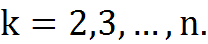 k = 2,3, … , n.